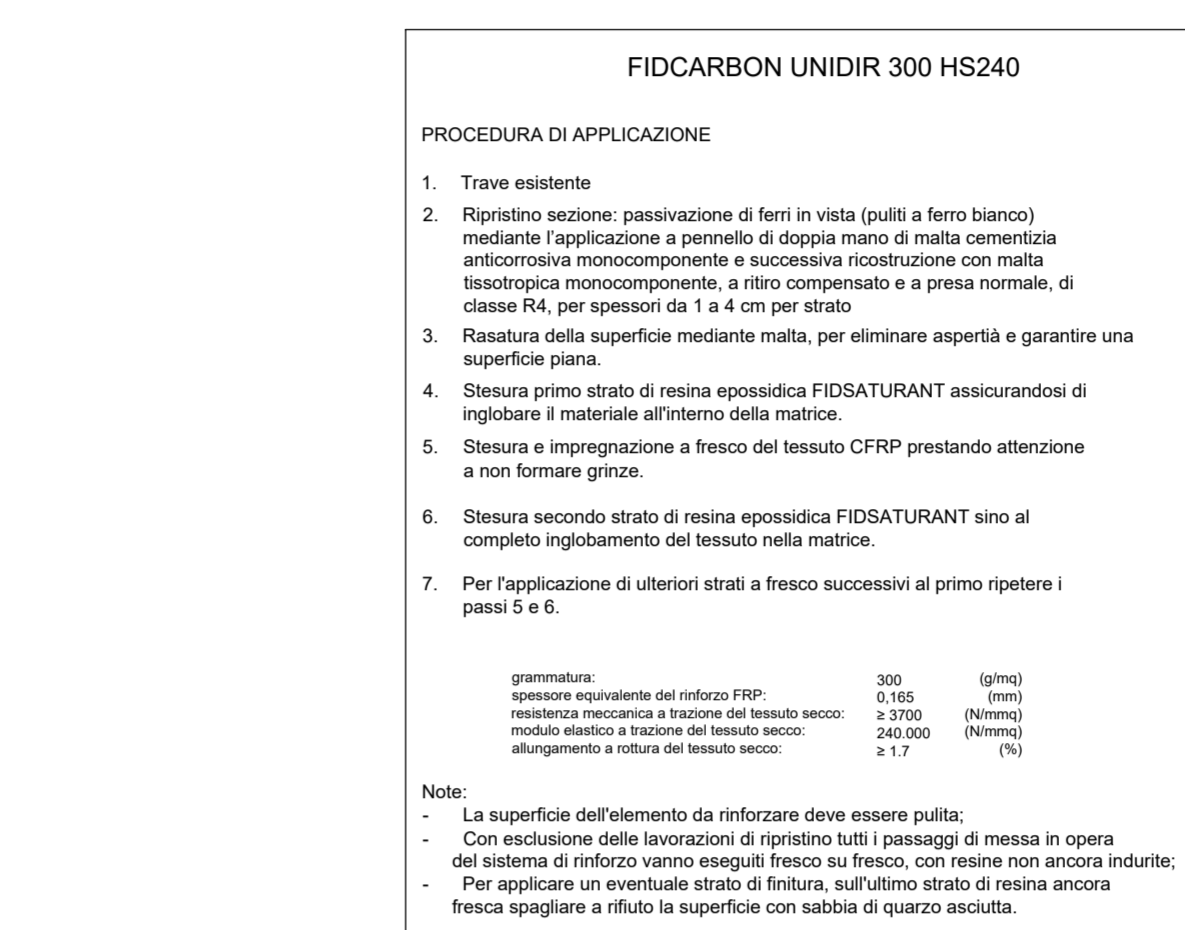 FIDCARBON UNIDIR 300 HS240
PROCEDURA DI APPLICAZIONE
1. Trave esistente
2. Ripristino sezione: passivazione di ferri in vista (puliti a ferro bianco)
mediante l'applicazione a pennello di doppia mano di malta cementizia
anticorrosiva monocomponente e successiva ricostruzione con malta
tissotropica monocomponente, a ritiro compensato e a presa normale, di
classe R4, per spessori da 1 a 4 cm per strato
3. Rasatura della superficie mediante malta, per eliminare aspertià e garantire una
superficie piana.
4. Stesura primo strato di resina epossidica FIDSATURANT assicurandosi di
inglobare il materiale all'interno della matrice.
5. Stesura e impregnazione a fresco del tessuto CFRP prestando attenzione
a non formare grinze.
6. Stesura secondo strato di resina epossidica FIDSATURANT sino al
completo inglobamento del tessuto nella matrice.
7. Per l'applicazione di ulteriori strati a fresco successivi al primo ripetere i
passi 5 e 6.
grammatura: 300 (g/mq)
spessore equivalente del rinforzo FRP: 0,165 (mm)
resistenza meccanica a trazione del tessuto secco: ≥ 3700 (N/mmq)
modulo elastico a trazione del tessuto secco: 240.000 (N/mmq)
allungamento a rottura del tessuto secco: ≥ 1.7 (%)
Note:
- La superficie dell'elemento da rinforzare deve essere pulita;
- Con esclusione delle lavorazioni di ripristino tutti i passaggi di messa in opera
del sistema di rinforzo vanno eseguiti fresco su fresco, con resine non ancora indurite;
- Per applicare un eventuale strato di finitura, sull'ultimo strato di resina ancora
fresca spagliare a rifiuto la superficie con sabbia di quarzo asciutta.